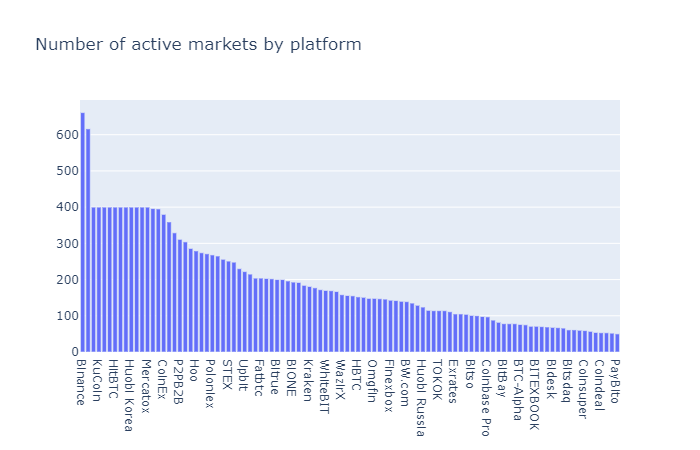 Number of active markets by platform
600
500
400
300
200
100
0
Binance
KuCoin
HitBTC
Huobi Korea
Mercatox
CoinEx
P2PB2B
Hoo
Poloniex
STEX
Upbit
Fatbtc
Bitrue
BIONE
Kraken
WhiteBIT
WazirX
HBTC
Omgfin
Finexbox
BW.com
Huobi Russia
TOKOK
Exrates
Bitso
Coinbase Pro
BitBay
BTC-Alpha
BITEXBOOK
Bidesk
Bitsdaq
Coinsuper
Coindeal
PayBito